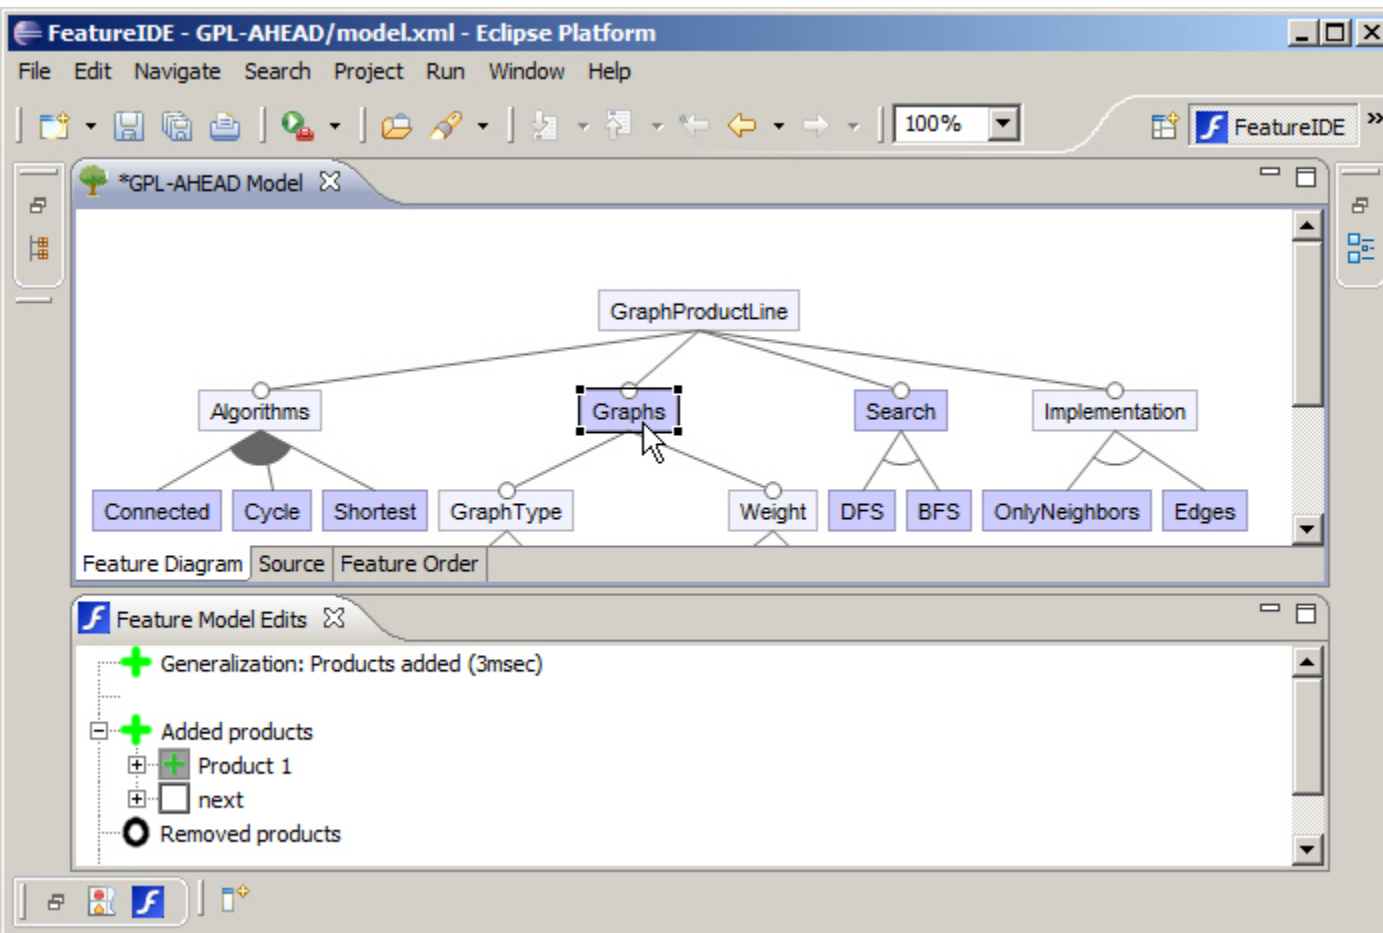 FeatureIDE - GPL-AHEAD/model.xml - Eclipse Platform
File Edit Navigate Search Project Run Window Help
100% FeatureIDE »
*GPL-AHEAD Model
GraphProductLine
Algorithms Graphs Search Implementation
Connected Cycle Shortest GraphType Weight DFS BFS OnlyNeighbors Edges
Feature Diagram Source Feature Order
Feature Model Edits
Generalization: Products added (3msec)
Added products
Product 1
next
Removed products